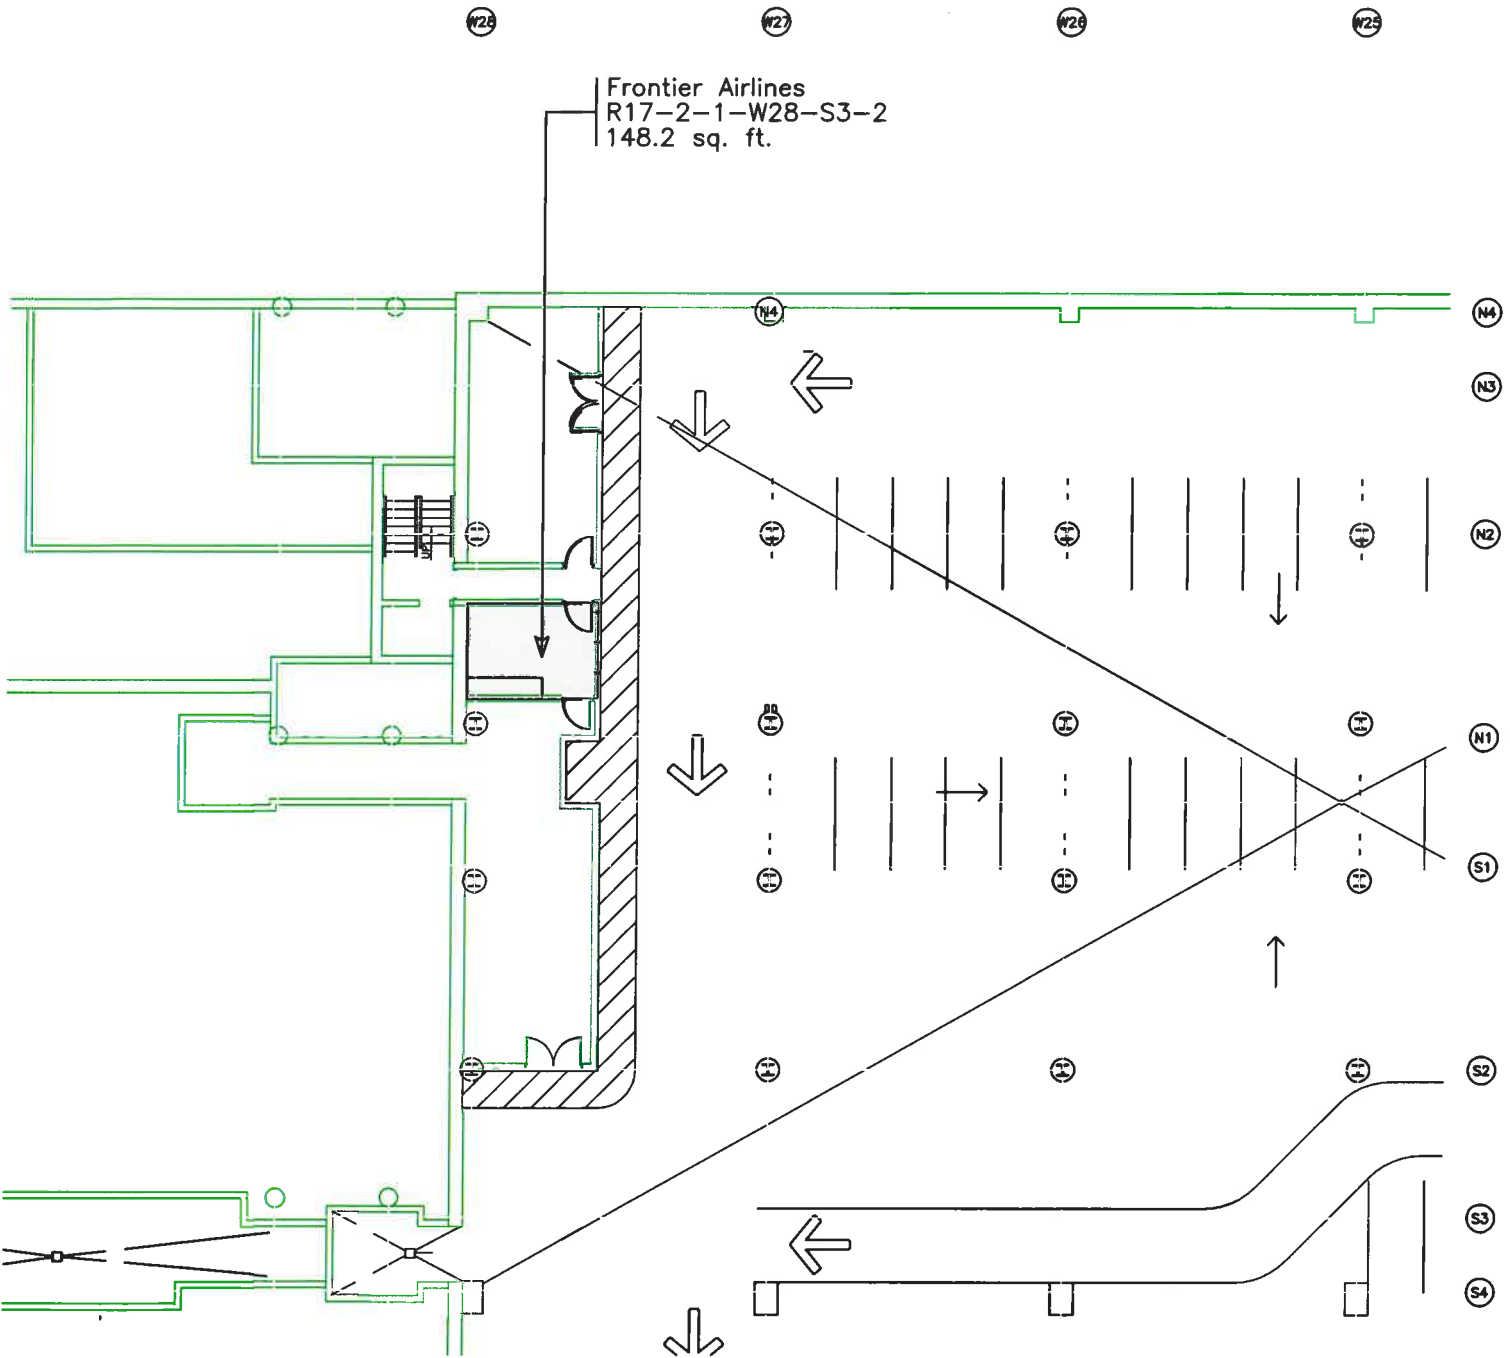 W28 W27 W26 W25
Frontier Airlines
R17-2-1-W28-S3-2
148.2 sq. ft.
N4 N4
N3
N2
UP
N1
S1
S2
S3
S4